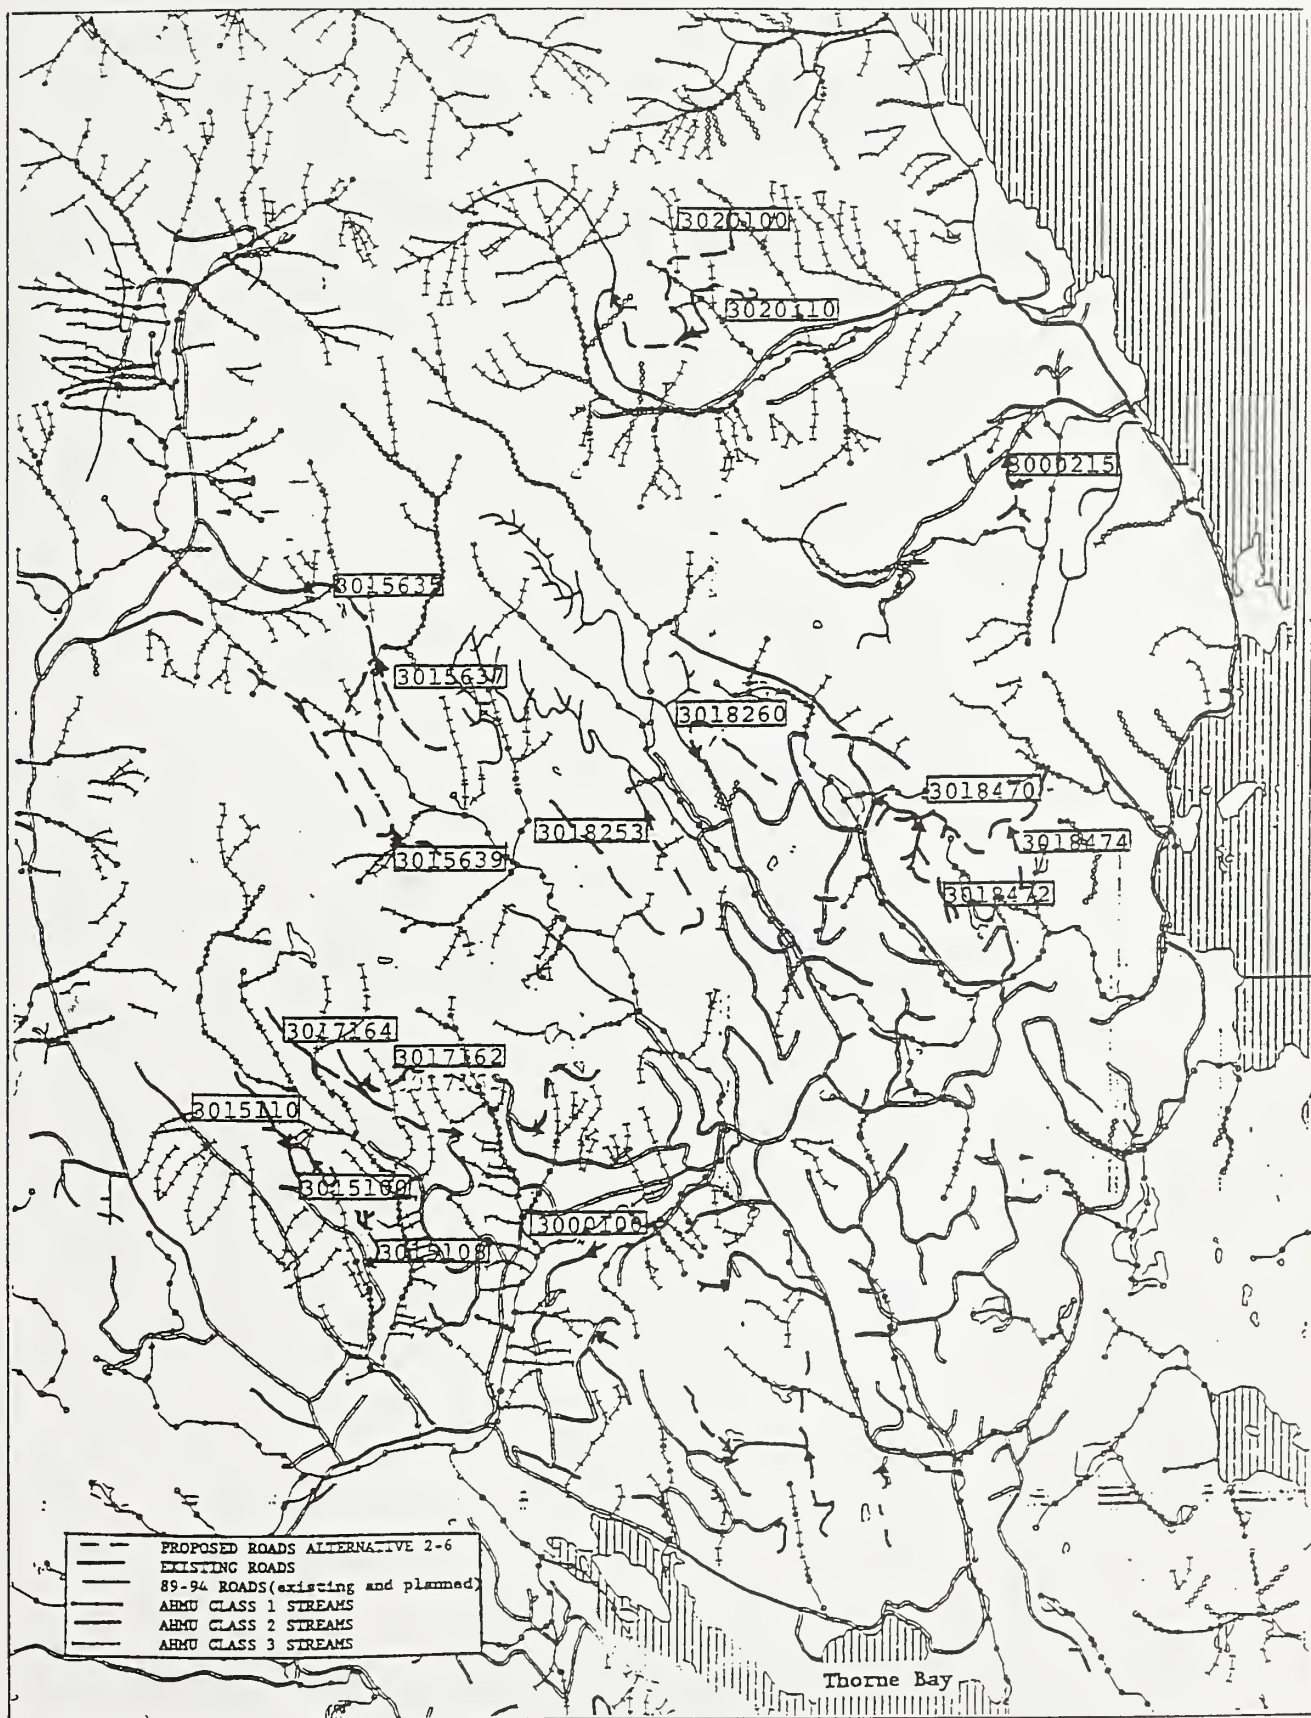 3020100
3020110
3000215
3015635
3015637
3018260
3018470
3018253
3018474
3015639
3018472
3017164
3017162
3015110
3015100
3000100
PROPOSED ROADS ALTERNATIVE 2-6
EXISTING ROADS
89-94 ROADS(existing and planned)
AHMU CLASS 1 STREAMS
AHMU CLASS 2 STREAMS
AHMU CLASS 3 STREAMS
Thorne Bay